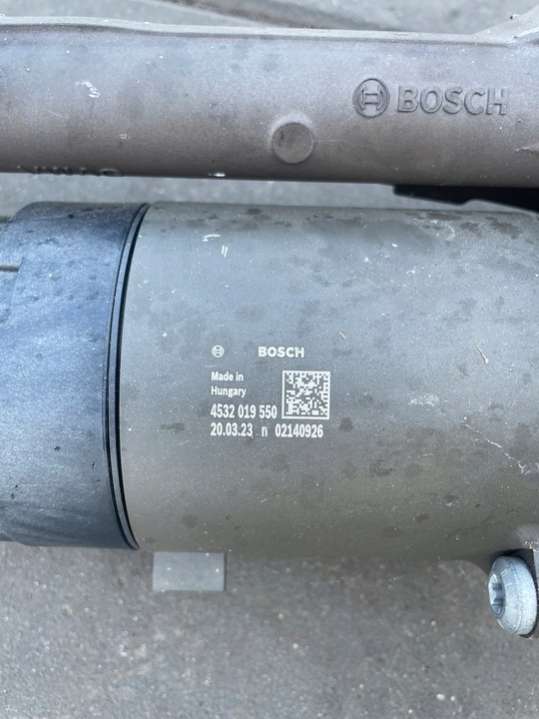 BOSCH
BOSCH
Made in
Hungary
4532 019 550
20.03.23 n 02140926